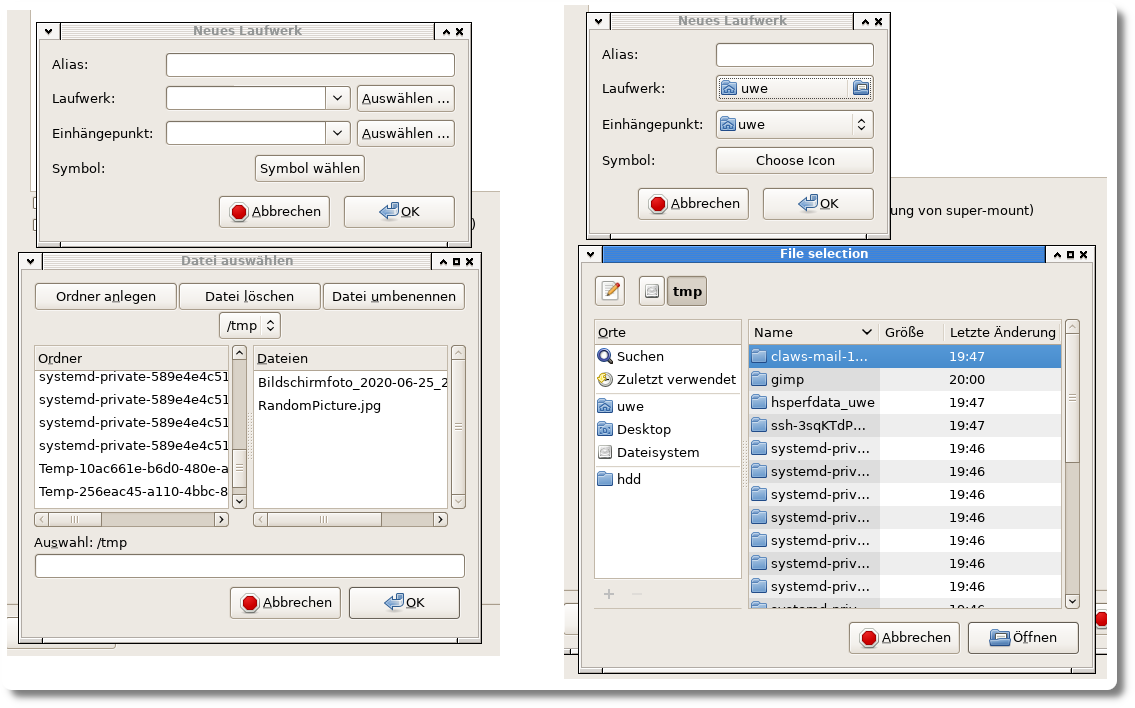 Neues Laufwerk
Alias:
Laufwerk:
Auswählen ...
Einhängepunkt:
Auswählen ...
Symbol:
Symbol wählen
Abbrechen
OK
)
Datei auswählen
Ordner anlegen
Datei löschen
Datei umbenennen
/tmp
Ordner
systemd-private-589e4e4c51
systemd-private-589e4e4c51
systemd-private-589e4e4c51
systemd-private-589e4e4c51
Temp-10ac661e-b6d0-480e-a
Temp-256eac45-a110-4bbc-8
Dateien
Bildschirmfoto_2020-06-25_2
RandomPicture.jpg
Auswahl: /tmp
Abbrechen
OK
Neues Laufwerk
Alias:
Laufwerk:
uwe
Einhängepunkt:
uwe
Symbol:
Choose Icon
Abbrechen
OK
ung von super-mount)
File selection
tmp
Orte
Suchen
Zuletzt verwendet
uwe
Desktop
Dateisystem
hdd
Name Größe Letzte Änderung
claws-mail-1... 19:47
gimp 20:00
hsperfdata_uwe 19:47
ssh-3sqKTdP... 19:47
systemd-priv... 19:46
systemd-priv... 19:46
systemd-priv... 19:46
systemd-priv... 19:46
systemd-priv... 19:46
systemd-priv... 19:46
systemd-priv... 19:46
systemd-priv... 19:46
Abbrechen
Öffnen